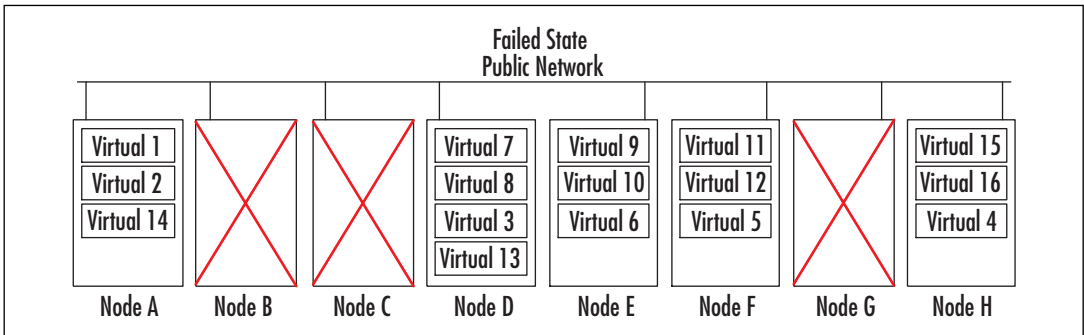 Failed State
Public Network
Virtual 1
Virtual 2
Virtual 14
Virtual 7
Virtual 8
Virtual 3
Virtual 13
Virtual 9
Virtual 10
Virtual 6
Virtual 11
Virtual 12
Virtual 5
Virtual 15
Virtual 16
Virtual 4
Node A Node B Node C Node D Node E Node F Node G Node H